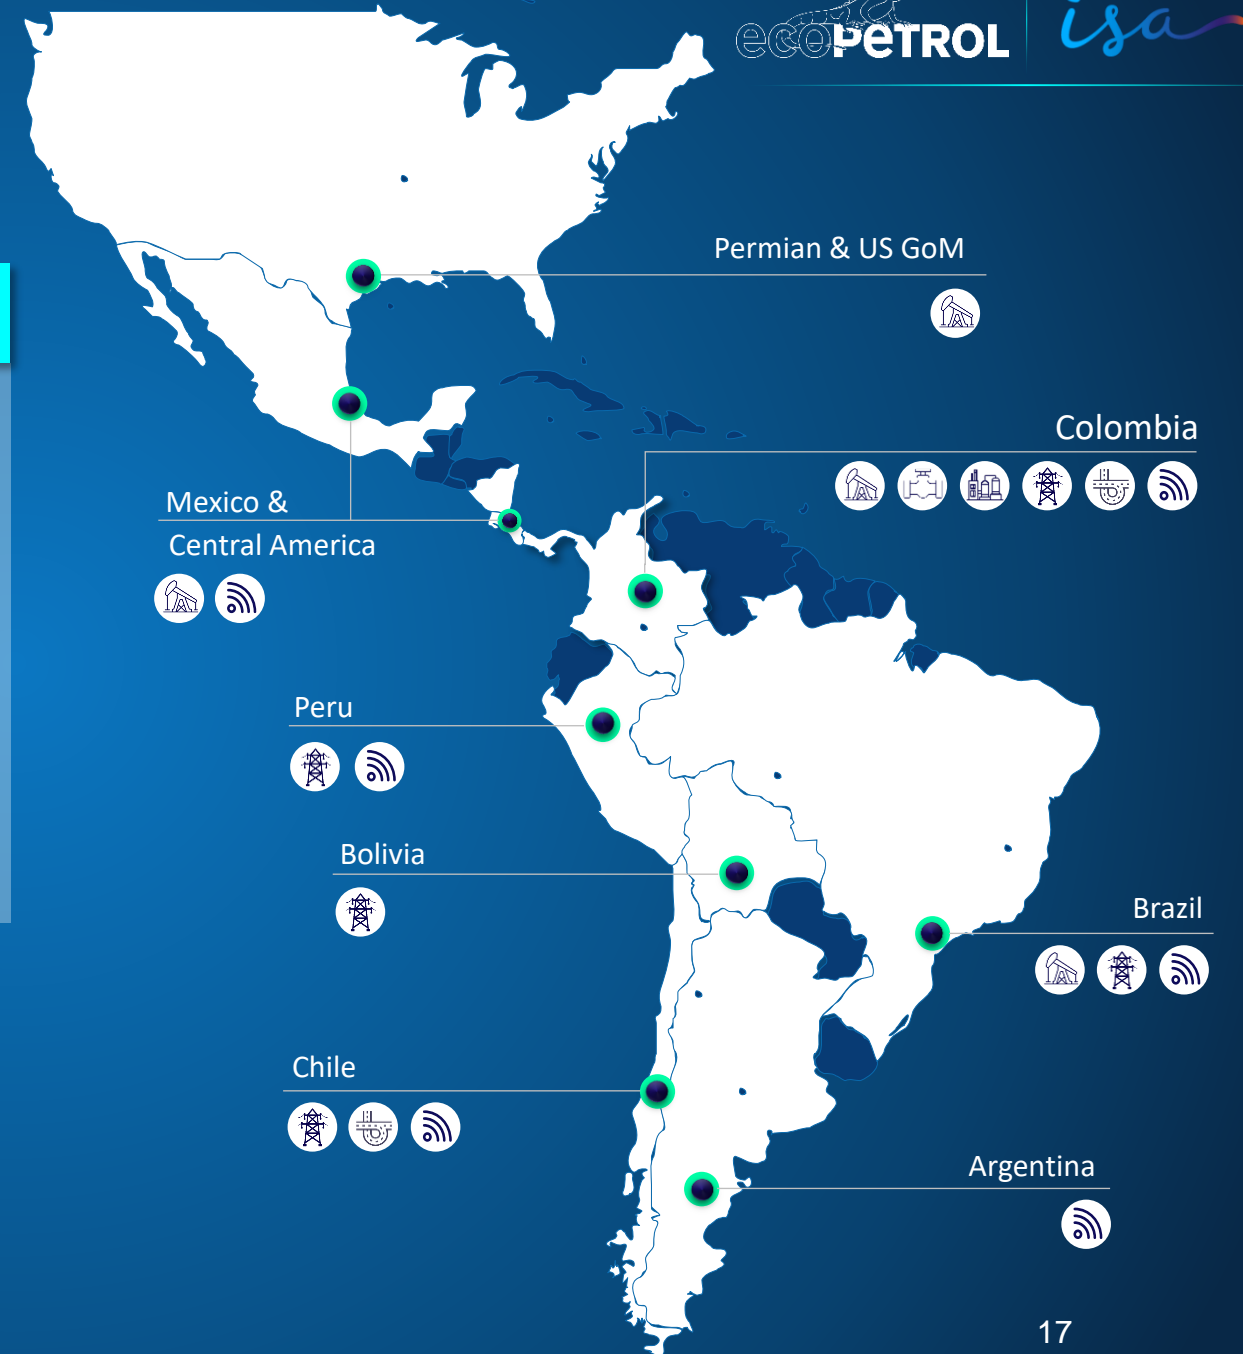 ecoPETROL
isa
Permian & US GoM
Colombia
Mexico &
Central America
Peru
Bolivia
Brazil
Chile
Argentina
17